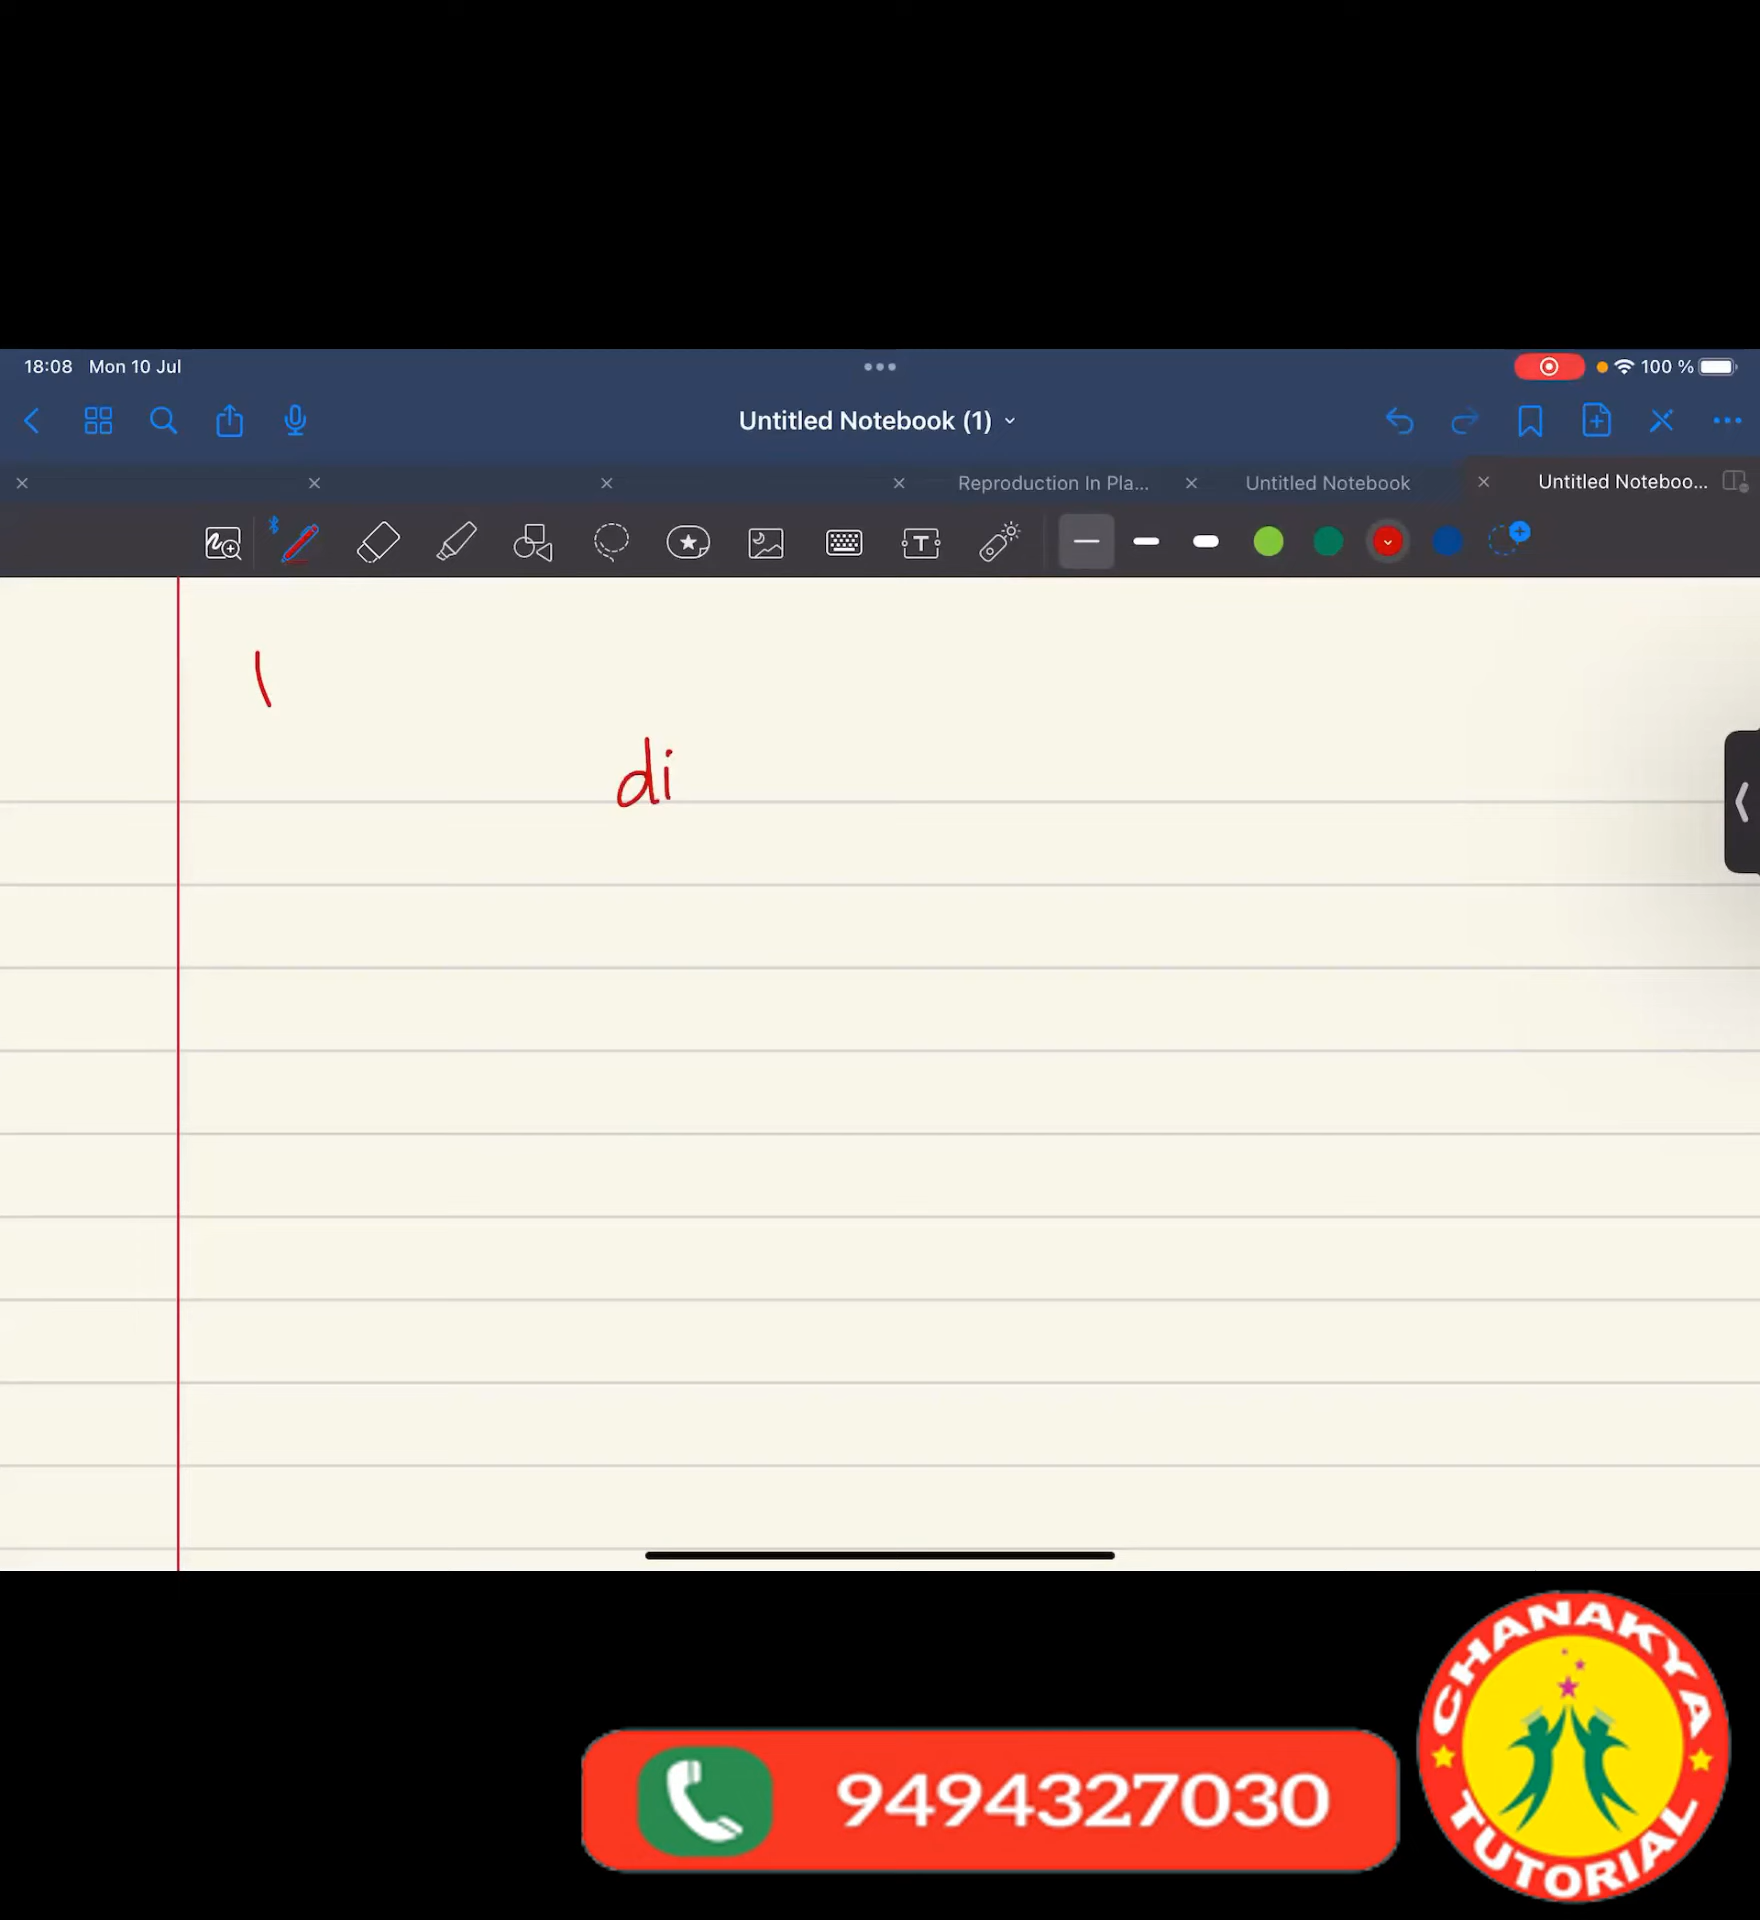 18:08 Mon 10 Jul
100 %
Untitled Notebook (1)
Reproduction In Pla...
Untitled Notebook
Untitled Noteboo...
T
di
9494327030
CHANAKYA
TUTORIAL